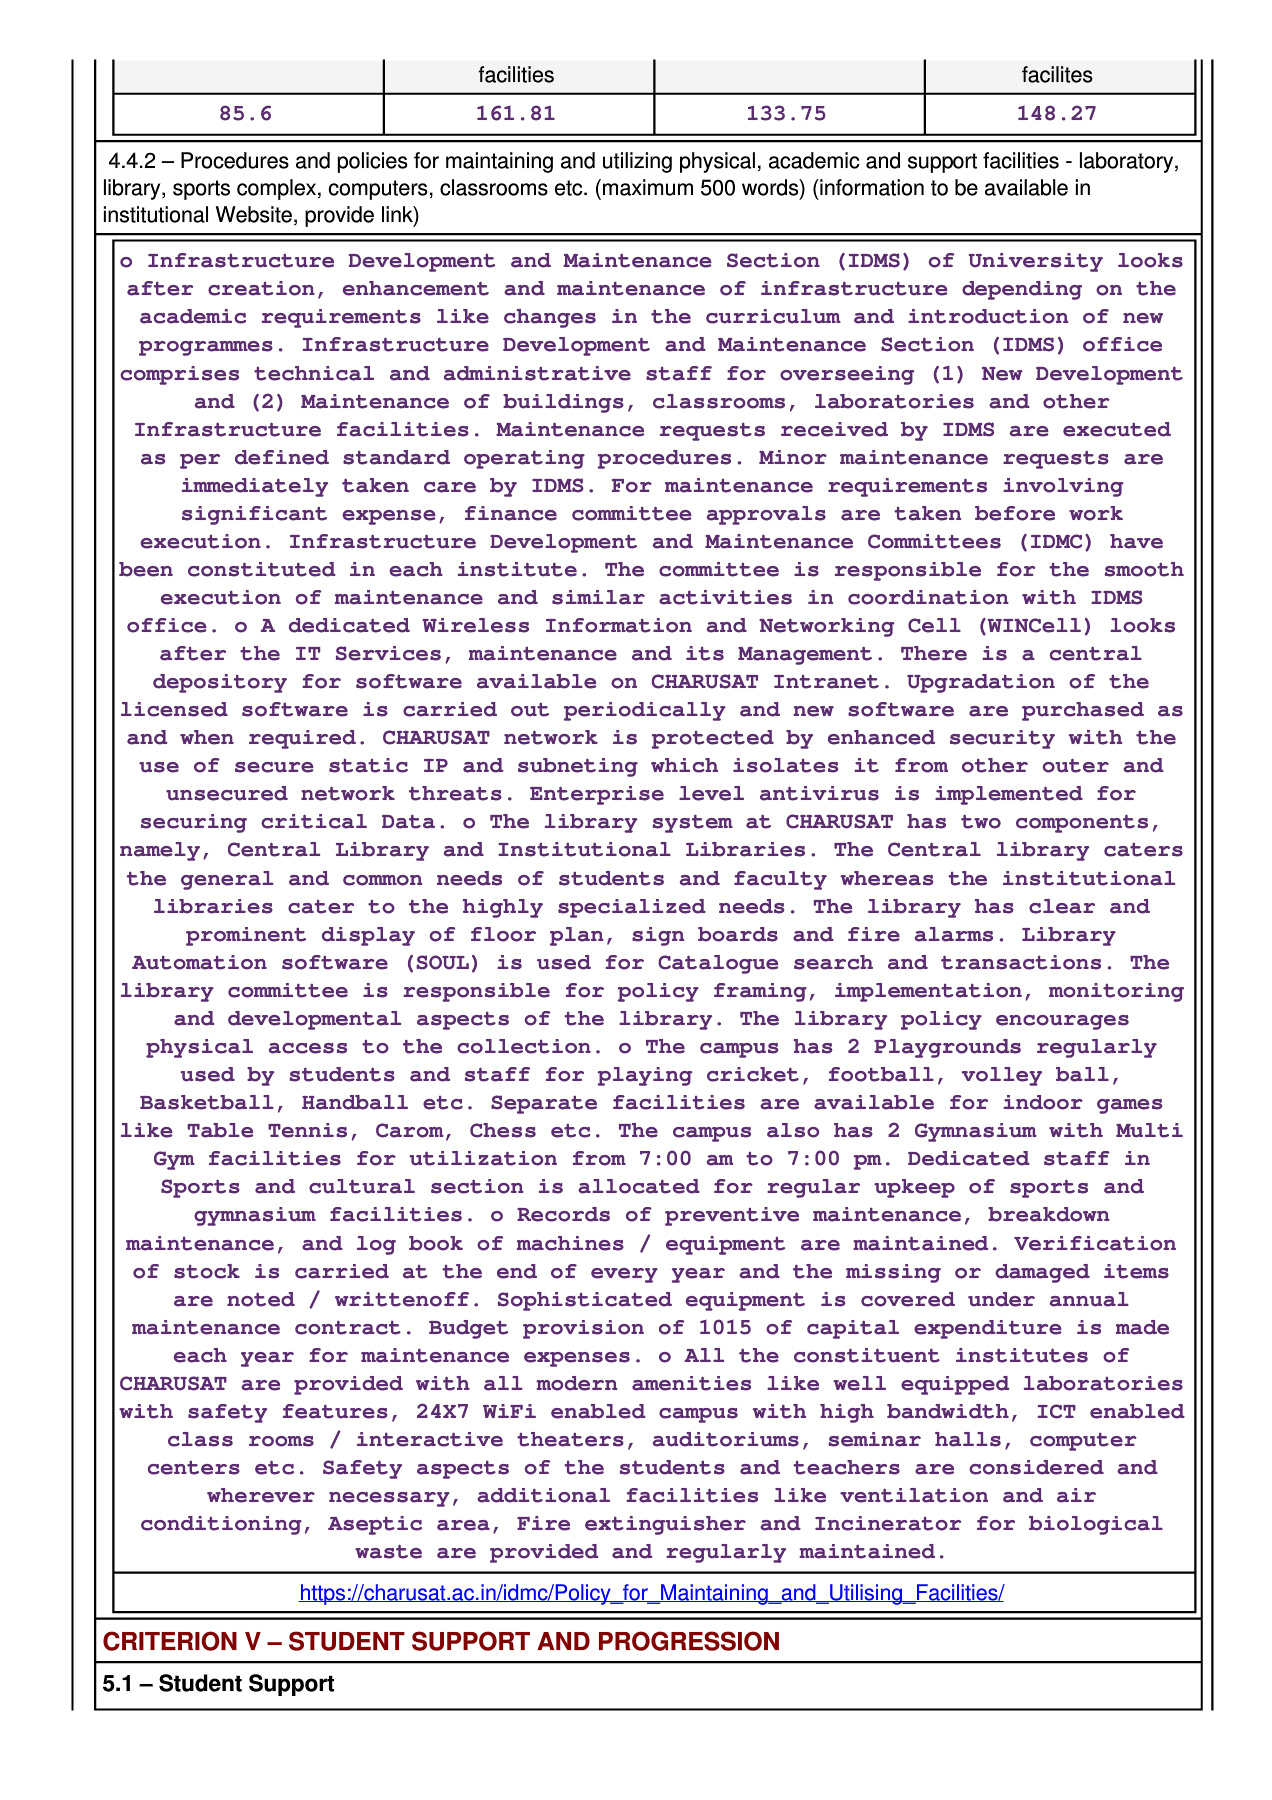 facilities facilites
85.6 161.81 133.75 148.27
4.4.2 – Procedures and policies for maintaining and utilizing physical, academic and support facilities - laboratory,
library, sports complex, computers, classrooms etc. (maximum 500 words) (information to be available in
institutional Website, provide link)
o Infrastructure Development and Maintenance Section (IDMS) of University looks
after creation, enhancement and maintenance of infrastructure depending on the
academic requirements like changes in the curriculum and introduction of new
programmes. Infrastructure Development and Maintenance Section (IDMS) office
comprises technical and administrative staff for overseeing (1) New Development
and (2) Maintenance of buildings, classrooms, laboratories and other
Infrastructure facilities. Maintenance requests received by IDMS are executed
as per defined standard operating procedures. Minor maintenance requests are
immediately taken care by IDMS. For maintenance requirements involving
significant expense, finance committee approvals are taken before work
execution. Infrastructure Development and Maintenance Committees (IDMC) have
been constituted in each institute. The committee is responsible for the smooth
execution of maintenance and similar activities in coordination with IDMS
office. o A dedicated Wireless Information and Networking Cell (WINCell) looks
after the IT Services, maintenance and its Management. There is a central
depository for software available on CHARUSAT Intranet. Upgradation of the
licensed software is carried out periodically and new software are purchased as
and when required. CHARUSAT network is protected by enhanced security with the
use of secure static IP and subneting which isolates it from other outer and
unsecured network threats. Enterprise level antivirus is implemented for
securing critical Data. o The library system at CHARUSAT has two components,
namely, Central Library and Institutional Libraries. The Central library caters
the general and common needs of students and faculty whereas the institutional
libraries cater to the highly specialized needs. The library has clear and
prominent display of floor plan, sign boards and fire alarms. Library
Automation software (SOUL) is used for Catalogue search and transactions. The
library committee is responsible for policy framing, implementation, monitoring
and developmental aspects of the library. The library policy encourages
physical access to the collection. o The campus has 2 Playgrounds regularly
used by students and staff for playing cricket, football, volley ball,
Basketball, Handball etc. Separate facilities are available for indoor games
like Table Tennis, Carom, Chess etc. The campus also has 2 Gymnasium with Multi
Gym facilities for utilization from 7:00 am to 7:00 pm. Dedicated staff in
Sports and cultural section is allocated for regular upkeep of sports and
gymnasium facilities. o Records of preventive maintenance, breakdown
maintenance, and log book of machines / equipment are maintained. Verification
of stock is carried at the end of every year and the missing or damaged items
are noted / writtenoff. Sophisticated equipment is covered under annual
maintenance contract. Budget provision of 1015 of capital expenditure is made
each year for maintenance expenses. o All the constituent institutes of
CHARUSAT are provided with all modern amenities like well equipped laboratories
with safety features, 24X7 WiFi enabled campus with high bandwidth, ICT enabled
class rooms / interactive theaters, auditoriums, seminar halls, computer
centers etc. Safety aspects of the students and teachers are considered and
wherever necessary, additional facilities like ventilation and air
conditioning, Aseptic area, Fire extinguisher and Incinerator for biological
waste are provided and regularly maintained.
https://charusat.ac.in/idmc/Policy_for_Maintaining_and_Utilising_Facilities/
CRITERION V – STUDENT SUPPORT AND PROGRESSION
5.1 – Student Support